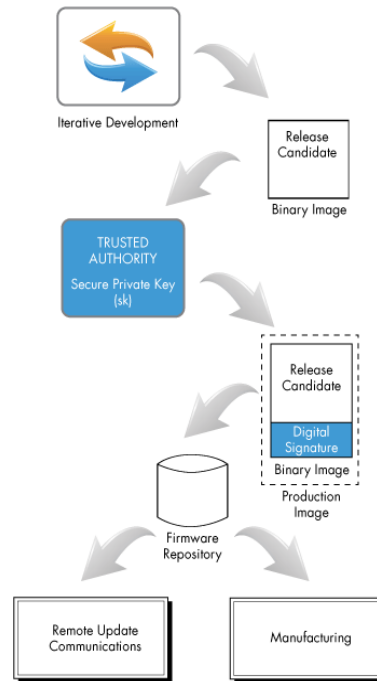 Iterative Development
Release
Candidate
Binary Image
TRUSTED
AUTHORITY
Secure Private Key
(sk)
Release
Candidate
Digital
Signature
Binary Image
Production
Image
Firmware
Repository
Remote Update
Communications
Manufacturing